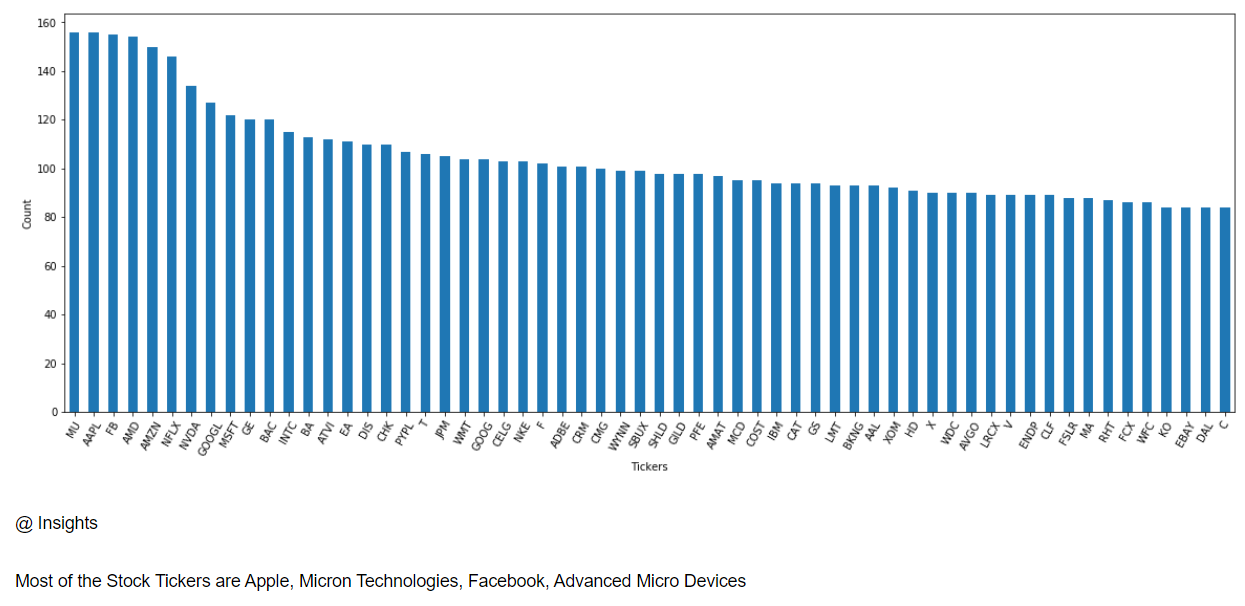 160
140
120
100
80
60
40
20
0
Count
MU AAPL FB AMD AMZN NFLX NVDA GOOGL MSFT GE BAC INTC BA ATVI EA DIS CHK PYPL T JPM WMT GOOG CELG NKE F ADBE CRM CMG WYNN SBUX SHLD GILD PFE AMAT MCD COST IBM CAT GS LMT BKNG AAL XOM HD X WDC AVGO LRCX V ENDP CLF FSLR MA RHT FCX WFC KO EBAY DAL C
Tickers
@ Insights
Most of the Stock Tickers are Apple, Micron Technologies, Facebook, Advanced Micro Devices